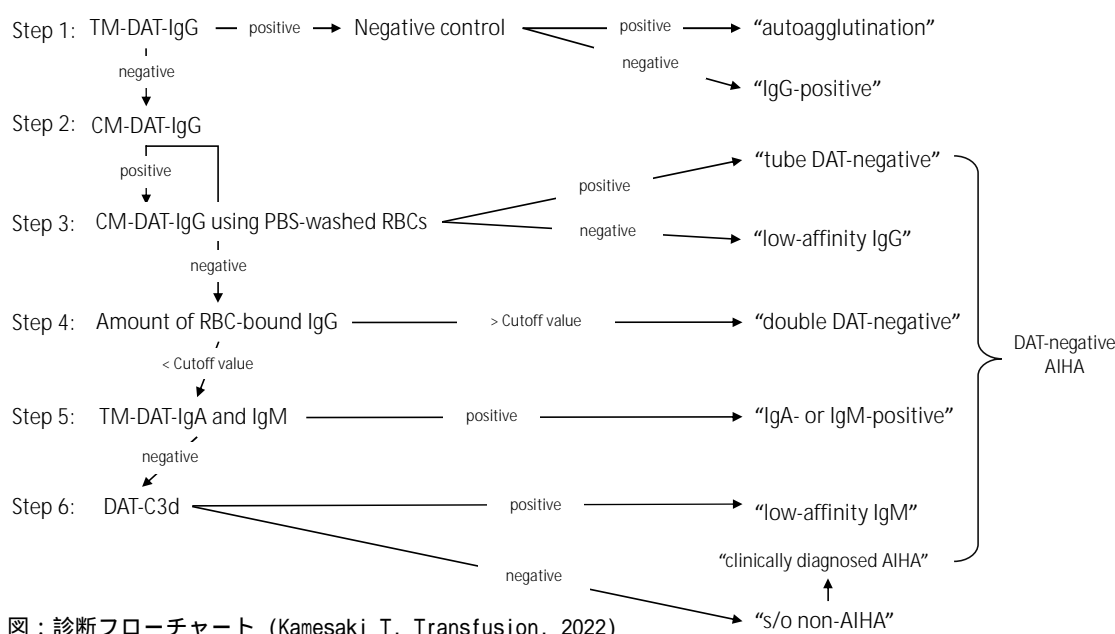 Step 1: TM-DAT-IgG positive Negative control positive "autoagglutination"
negative negative
"IgG-positive"
Step 2: CM-DAT-IgG
"tube DAT-negative"
positive
positive
Step 3: CM-DAT-IgG using PBS-washed RBCs
negative "low-affinity IgG"
negative
Step 4: Amount of RBC-bound IgG > Cutoff value "double DAT-negative"
DAT-negative
AIHA
< Cutoff value
Step 5: TM-DAT-IgA and IgM positive "IgA- or IgM-positive"
negative
Step 6: DAT-C3d positive "low-affinity IgM"
"clinically diagnosed AIHA"
negative
"s/o non-AIHA"
図：診断フローチャート (Kamesaki T. Transfusion. 2022)